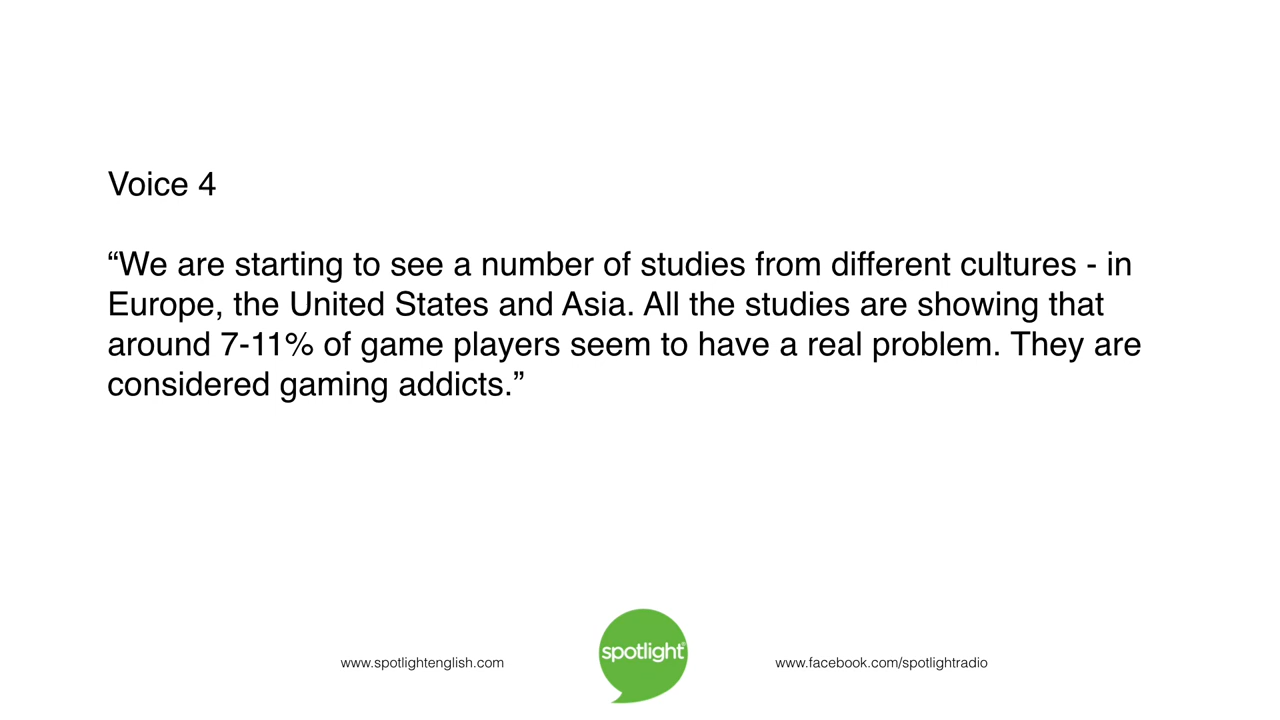 Voice 4
“We are starting to see a number of studies from different cultures - in
Europe, the United States and Asia. All the studies are showing that
around 7-11% of game players seem to have a real problem. They are
considered gaming addicts.”
www.spotlightenglish.com
spotlight®
www.facebook.com/spotlightradio